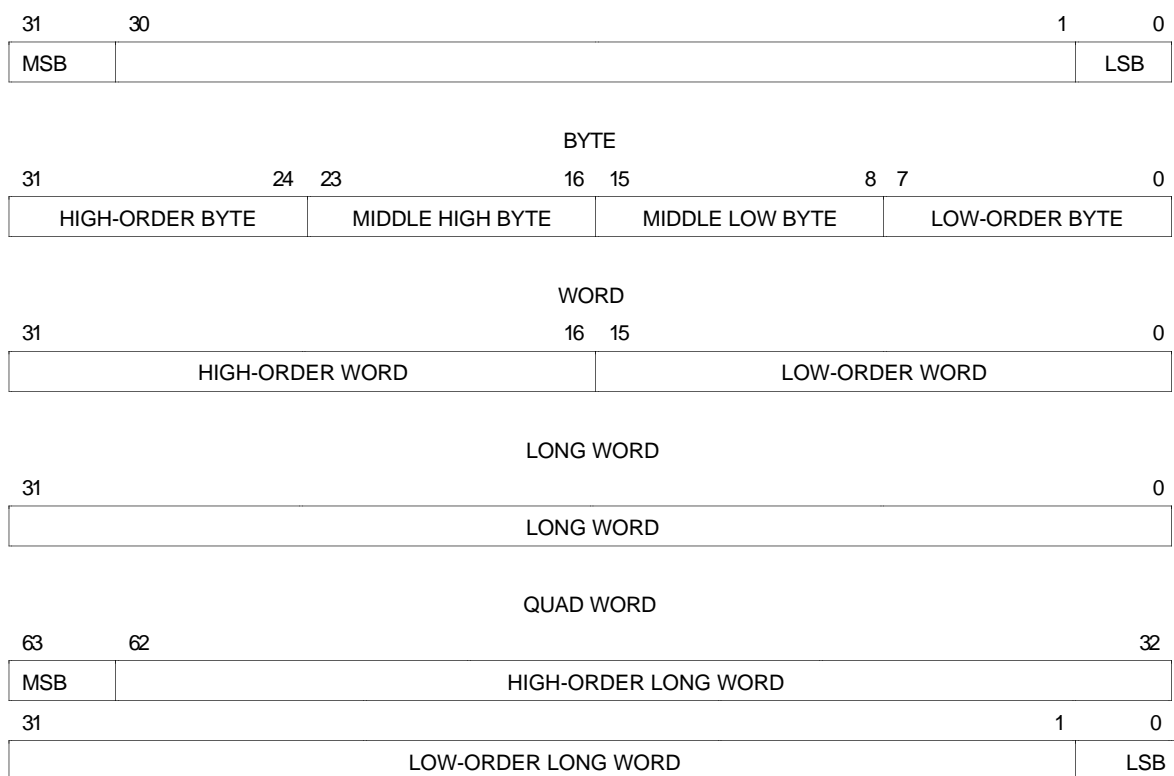 31 30 1 0
MSB LSB
BYTE
31 24 23 16 15 8 7 0
HIGH-ORDER BYTE MIDDLE HIGH BYTE MIDDLE LOW BYTE LOW-ORDER BYTE
WORD
31 16 15 0
HIGH-ORDER WORD LOW-ORDER WORD
LONG WORD
31 0
LONG WORD
QUAD WORD
63 62 32
MSB HIGH-ORDER LONG WORD
31 1 0
LOW-ORDER LONG WORD LSB